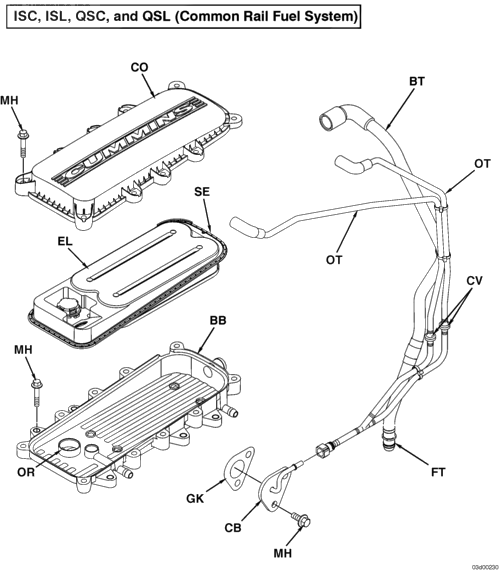 ISC, ISL, QSC, and QSL (Common Rail Fuel System)
CO
BT
MH
CUMMINS
OT
SE
EL
OT
CV
MH
BB
OR
GK
CB
FT
MH
03d00230